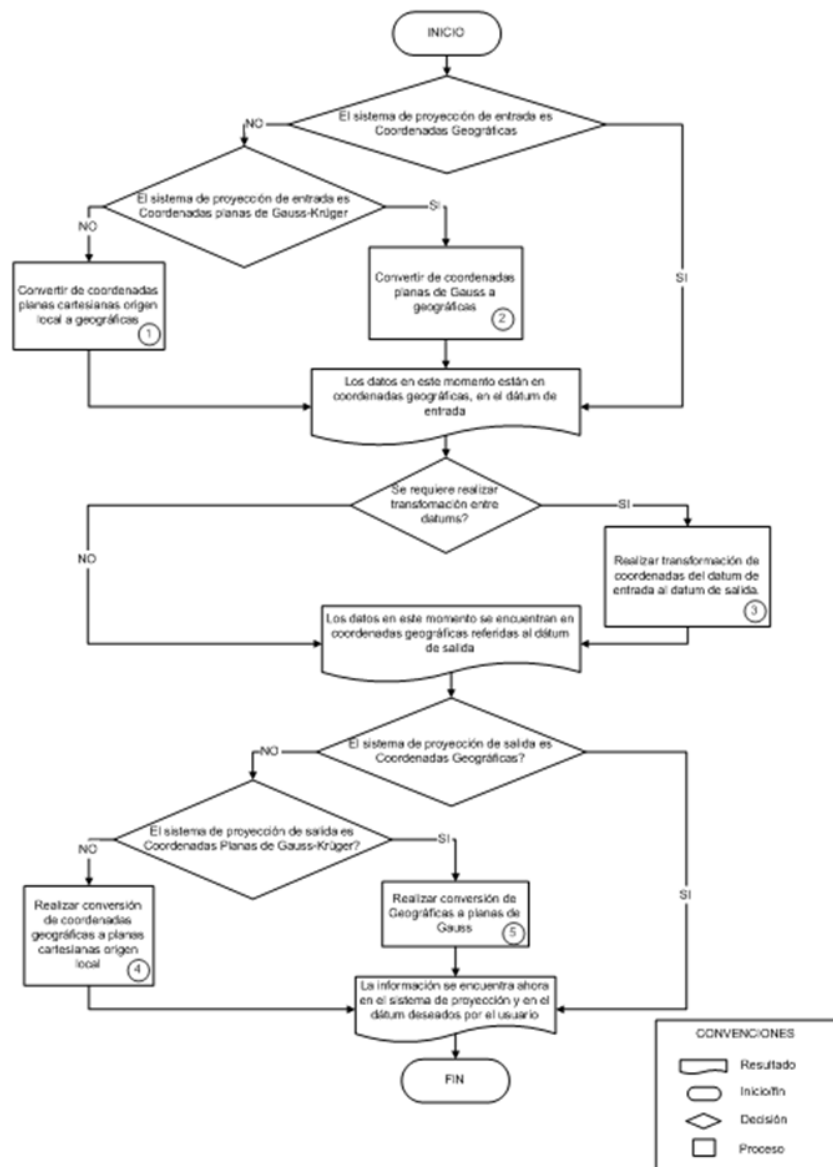 INICIO
El sistema de proyección de entrada es
Coordenadas Geográficas
NO
El sistema de proyección de entrada es
Coordenadas planas de Gauss-Krüger
NO
SI
SI
Convertir de coordenadas
planas cartesianas origen
local a geográficas
1
Convertir de coordenadas
planas de Gauss a
geográficas
2
Los datos en este momento están en
coordenadas geográficas, en el dátum de
entrada
Se requiere realizar
transfomación entre
datums?
SI
NO
Realizar transformación de
coordenadas del datum de
entrada al datum de salida.
3
Los datos en este momento se encuentran en
coordenadas geográficas referidas al dátum
de salida
El sistema de proyección de salida es
Coordenadas Geográficas?
NO
El sistema de proyección de salida es
Coordenadas Planas de Gauss-Krüger?
NO
SI
SI
Realizar conversión
de coordenadas
geográficas a planas
cartesianas origen
local
4
Realizar conversión de
Geográficas a planas de
Gauss
5
La información se encuentra ahora
en el sistema de proyección y en el
dátum deseados por el usuario
FIN
CONVENCIONES
Resultado
Inicio/fin
Decisión
Proceso